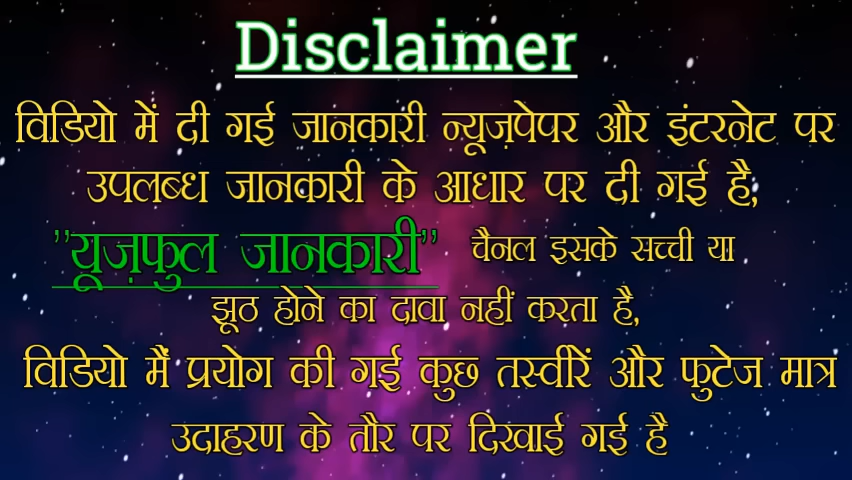 Disclaimer
विडियो में दी गई जानकारी न्यूज़पेपर और इंटरनेट पर
उपलब्ध जानकारी के आधार पर दी गई है,
"यूज़फुल जानकारी" चैनल इसके सच्ची या
झूठ होने का दावा नहीं करता है,
विडियो मैं प्रयोग की गई कुछ तस्वीरें और फुटेज मात्र
उदाहरण के तौर पर दिखाई गई है